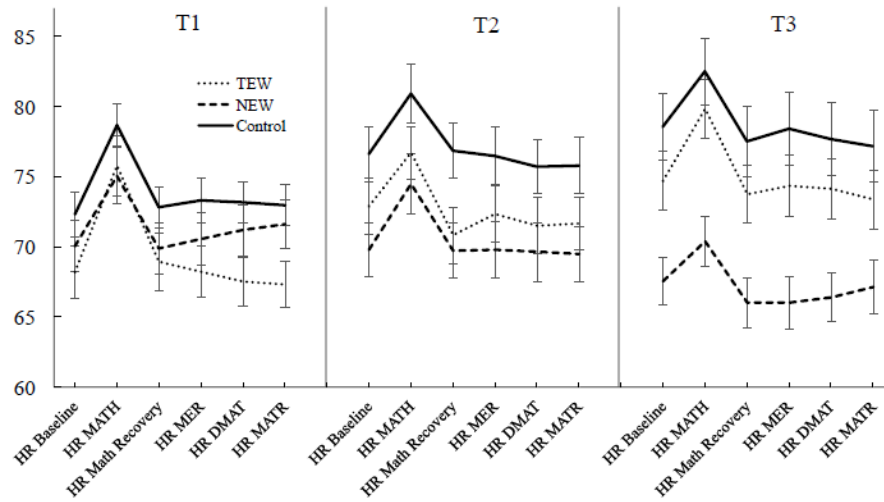 T1
T2
T3
85
80
75
70
65
60
TEW
NEW
Control
HR Baseline
HR MATH
HR Math Recovery
HR MER
HR DMAT
HR MATR
HR Baseline
HR MATH
HR Math Recovery
HR MER
HR DMAT
HR MATR
HR Baseline
HR MATH
HR Math Recovery
HR MER
HR DMAT
HR MATR